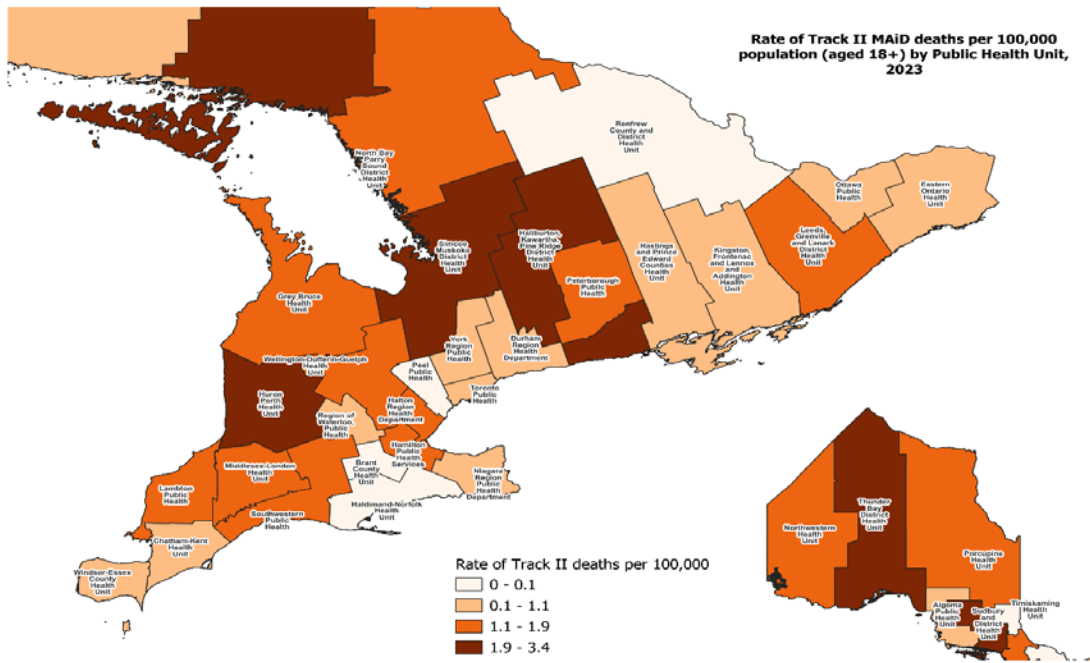 Rate of Track II MAiD deaths per 100,000
population (aged 18+) by Public Health Unit,
2023
Renfrew
County and
District
Health
Unit
North Bay
Parry
Sound
District
Health
Unit
Ottawa
Public
Health
Eastern
Ontario
Health
Unit
Simcoe
Muskoka
District
Health
Unit
Haliburton,
Kawartha,
Pine Ridge
District
Health
Unit
Hastings
and Prince
Edward
Counties
Health
Unit
Kingston,
Frontenac
and Lennox
and
Addington
Health
Unit
Leeds,
Grenville
and Lanark
District
Health
Unit
Peterborough
Public
Health
Grey Bruce
Health
Unit
York
Region
Public
Health
Durham
Region
Health
Department
Wellington-Dufferin-Guelph
Health
Unit
Peel
Public
Health
Toronto
Public
Health
Huron
Perth
Health
Unit
Halton
Region
Health
Department
Region of
Waterloo,
Public
Health
Hamilton
Public
Health
Services
Brant
County
Health
Unit
Niagara
Region
Public
Health
Department
Middlesex-London
Health
Unit
Lambton
Public
Health
Haldimand-Norfolk
Health
Unit
Southwestern
Public
Health
Chatham-Kent
Health
Unit
Windsor-Essex
County
Health
Unit
Thunder
Bay
District
Health
Unit
Northwestern
Health
Unit
Porcupine
Health
Unit
Timiskaming
Health
Unit
Algoma
Public
Health
Unit
Sudbury
and
District
Health
Unit
Rate of Track II deaths per 100,000
0 - 0.1
0.1 - 1.1
1.1 - 1.9
1.9 - 3.4